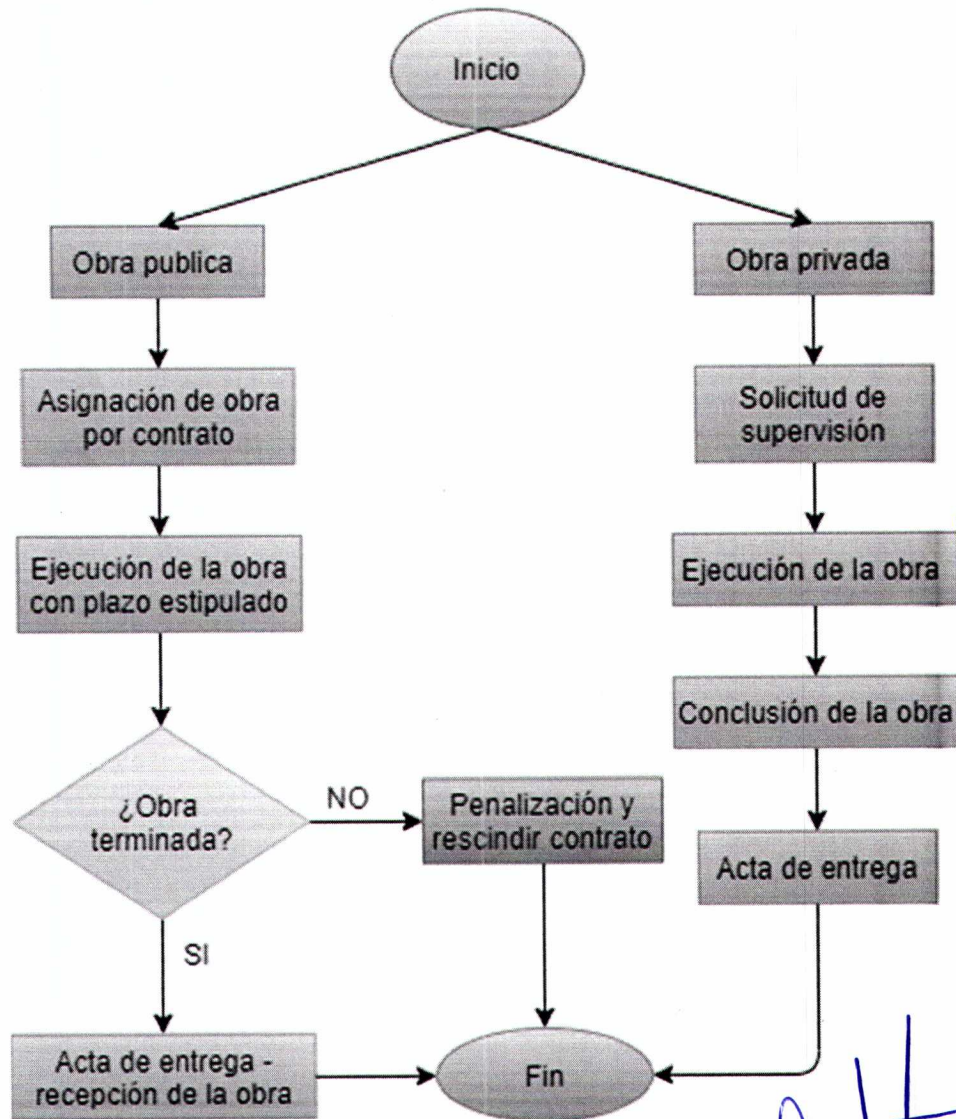 Inicio
Obra publica
Obra privada
Asignación de obra
por contrato
Solicitud de
supervisión
Ejecución de la obra
con plazo estipulado
Ejecución de la obra
Conclusión de la obra
¿Obra
terminada?
NO
Penalización y
rescindir contrato
Acta de entrega
SI
Acta de entrega -
recepción de la obra
Fin